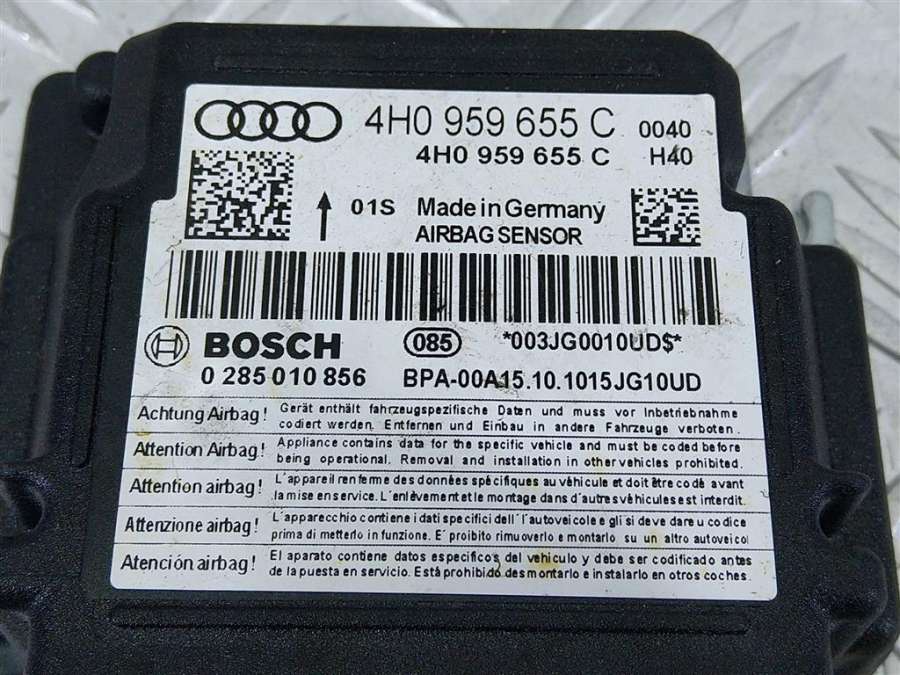 4H0 959 655 C 0040
4H0 959 655 C H40
01S Made in Germany
AIRBAG SENSOR
BOSCH 085 *003JG0010UD$*
0 285 010 856 BPA-00A15.10.1015JG10UD
Achtung Airbag! Gerät enthält fahrzeugspezifische Daten und muss vor Inbetriebnahme
codiert werden. Entfernen und Einbau in andere Fahrzeuge verboten.
Attention Airbag! Appliance contains data for the specific vehicle and must be coded before
being operational. Removal and installation in other vehicles prohibited.
Attention airbag! L'appareil renferme des données spécifiques au véhicule et doit être codé avant
la mise en service. L'enlèvement et le montage dans d'autres véhicules est interdit.
Attenzione airbag! L'apparecchio contiene i dati specifici dell'l'autoveicolo e gli si deve dare u codice
prima di metterlo in funzione. E' proibito rimuoverlo e montarlo su un altro autoveicol
Atención airbag! El aparato contiene datos especificos del vehiculo y debe ser codificado antes
de la puesta en servicio. Está prohibido desmontarlo e instalarlo en otros coches.